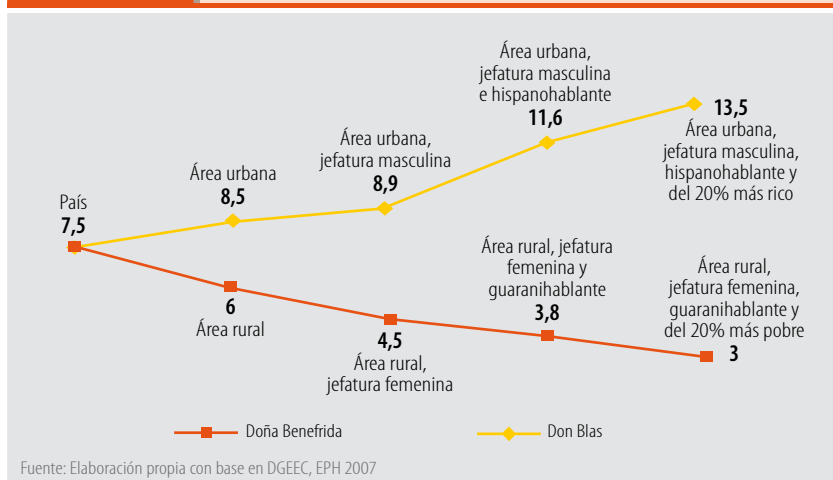 Área urbana,
jefatura masculina
e hispanohablante
11,6
13,5
Área urbana,
jefatura masculina,
hispanohablante y
del 20% más rico
Área urbana,
jefatura masculina
8,9
Área urbana
8,5
País
7,5
Área rural, jefatura
femenina y
guaranihablante
3,8
Área rural,
jefatura femenina,
guaranihablante y
del 20% más pobre
3
6
Área rural
4,5
Área rural,
jefatura femenina
Doña Benefrida
Don Blas
Fuente: Elaboración propia con base en DGEEC, EPH 2007